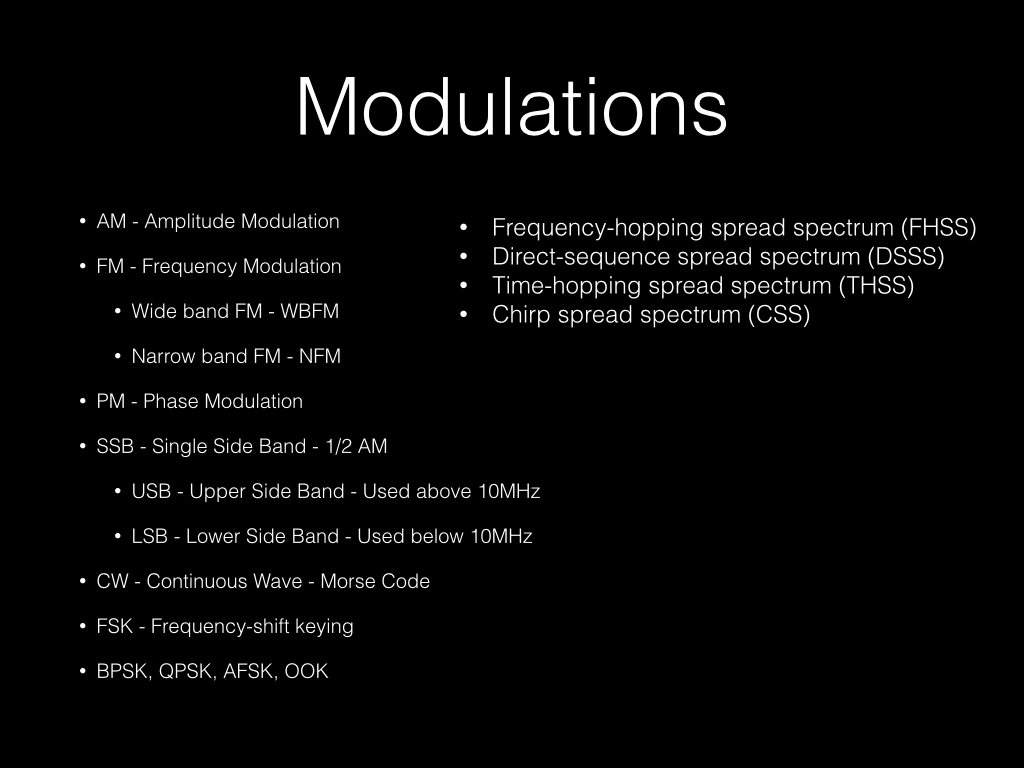 Modulations
• AM - Amplitude Modulation
• FM - Frequency Modulation
• Wide band FM - WBFM
• Narrow band FM - NFM
• PM - Phase Modulation
• SSB - Single Side Band - 1/2 AM
• USB - Upper Side Band - Used above 10MHz
• LSB - Lower Side Band - Used below 10MHz
• CW - Continuous Wave - Morse Code
• FSK - Frequency-shift keying
• BPSK, QPSK, AFSK, OOK
• Frequency-hopping spread spectrum (FHSS)
• Direct-sequence spread spectrum (DSSS)
• Time-hopping spread spectrum (THSS)
• Chirp spread spectrum (CSS)